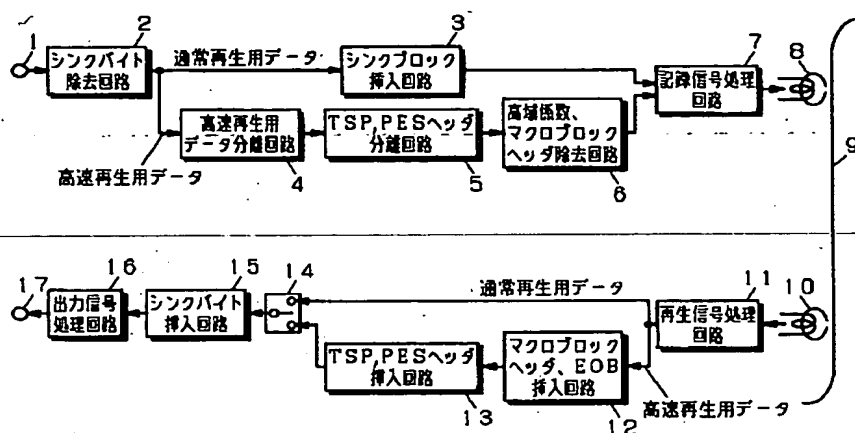 1
2
シンクバイト
除去回路
通常再生用データ
3
シンクブロック
挿入回路
7
記録信号処理
回路
8
9
高速再生用
データ分離回路
4
高速再生用データ
TSP,PESヘッダ
分離回路
5
高域係数、
マクロブロック
ヘッダ除去回路
6
17
16
出力信号
処理回路
15
シンクバイト
挿入回路
14
通常再生用データ
11
再生信号処理
回路
10
TSP,PESヘッダ
挿入回路
13
マクロブロック
ヘッダ、EOB
挿入回路
12
高速再生用データ